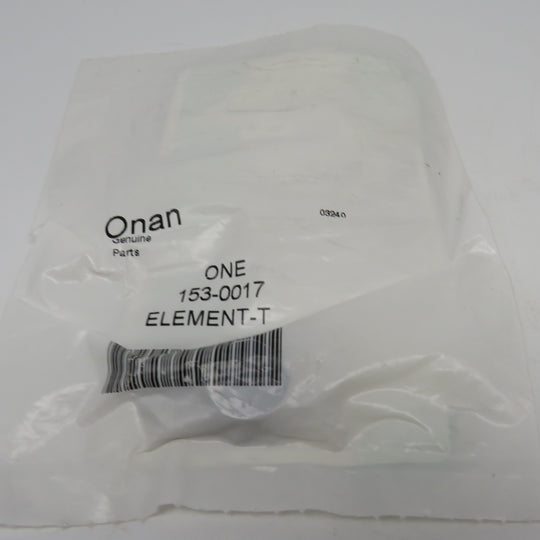 Onan
Genuine
Parts
03240
ONE
153-0017
ELEMENT-T